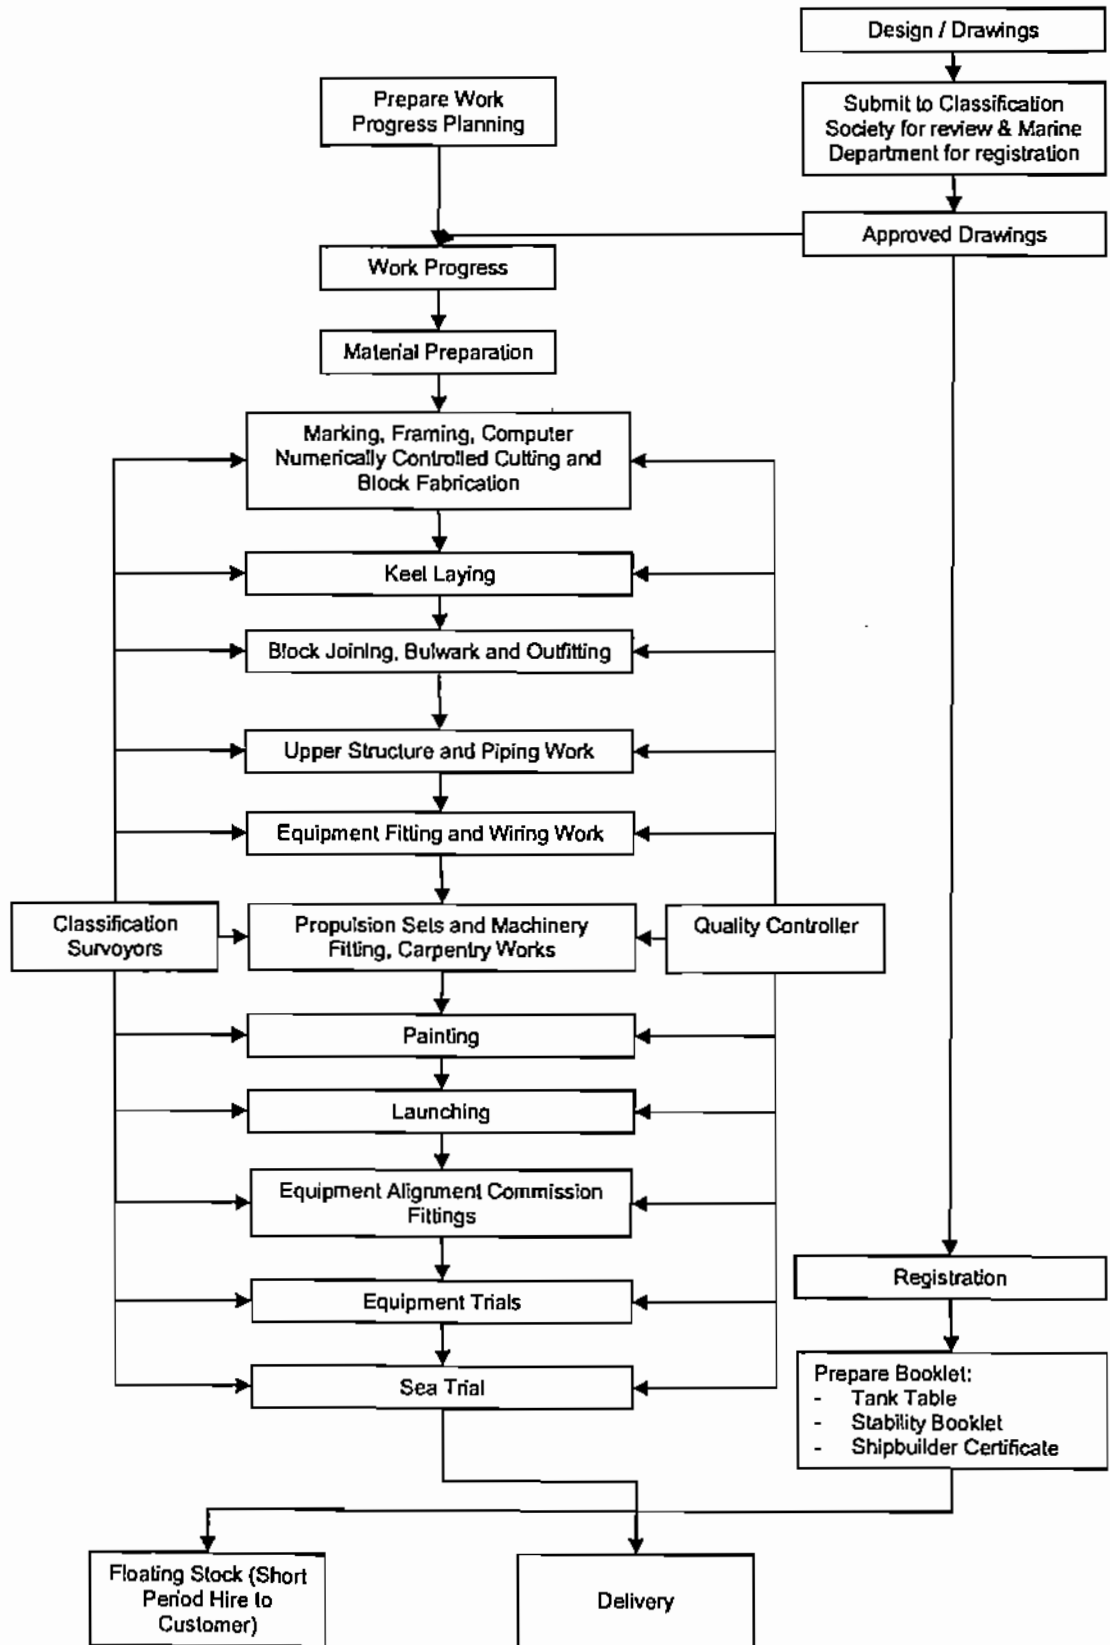 Design / Drawings
Prepare Work
Progress Planning
Submit to Classification
Society for review & Marine
Department for registration
Approved Drawings
Work Progress
Material Preparation
Marking, Framing, Computer
Numerically Controlled Cutting and
Block Fabrication
Keel Laying
Block Joining, Bulwark and Outfitting
Upper Structure and Piping Work
Equipment Fitting and Wiring Work
Classification
Surveyors
Propulsion Sets and Machinery
Fitting, Carpentry Works
Quality Controller
Painting
Launching
Equipment Alignment Commission
Fittings
Equipment Trials
Sea Trial
Registration
Prepare Booklet:
- Tank Table
- Stability Booklet
- Shipbuilder Certificate
Floating Stock (Short
Period Hire to
Customer)
Delivery